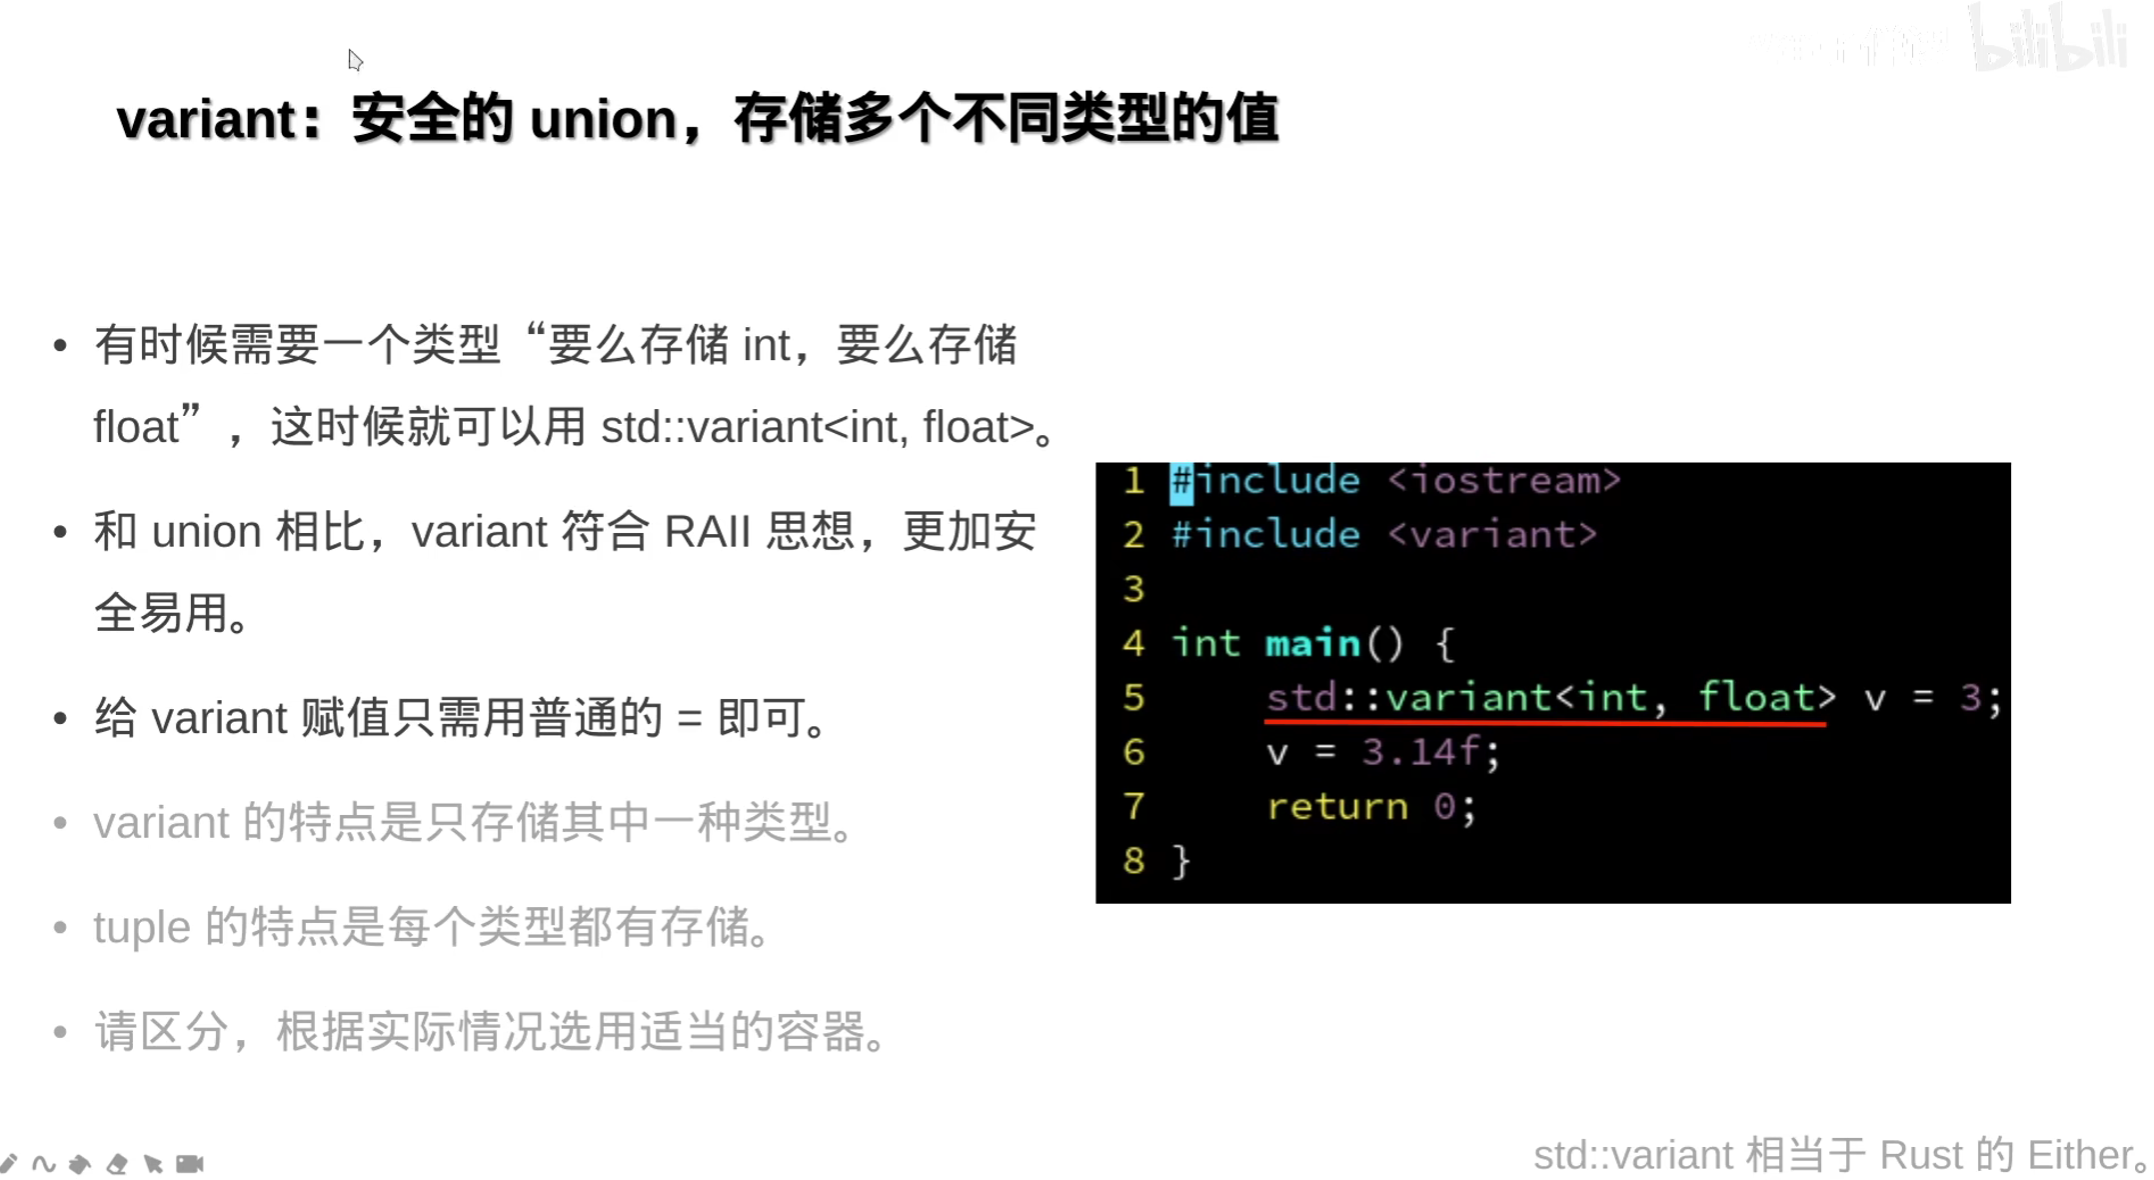 bilibili
variant：安全的 union，存储多个不同类型的值
• 有时候需要一个类型“要么存储 int，要么存储
float”，这时候就可以用 std::variant<int, float>。
• 和 union 相比，variant 符合 RAII 思想，更加安
全易用。
• 给 variant 赋值只需用普通的 = 即可。
• variant 的特点是只存储其中一种类型。
• tuple 的特点是每个类型都有存储。
• 请区分，根据实际情况选用适当的容器。
1 #include <iostream>
2 #include <variant>
3
4 int main() {
5     std::variant<int, float> v = 3;
6     v = 3.14f;
7     return 0;
8 }
std::variant 相当于 Rust 的 Either。